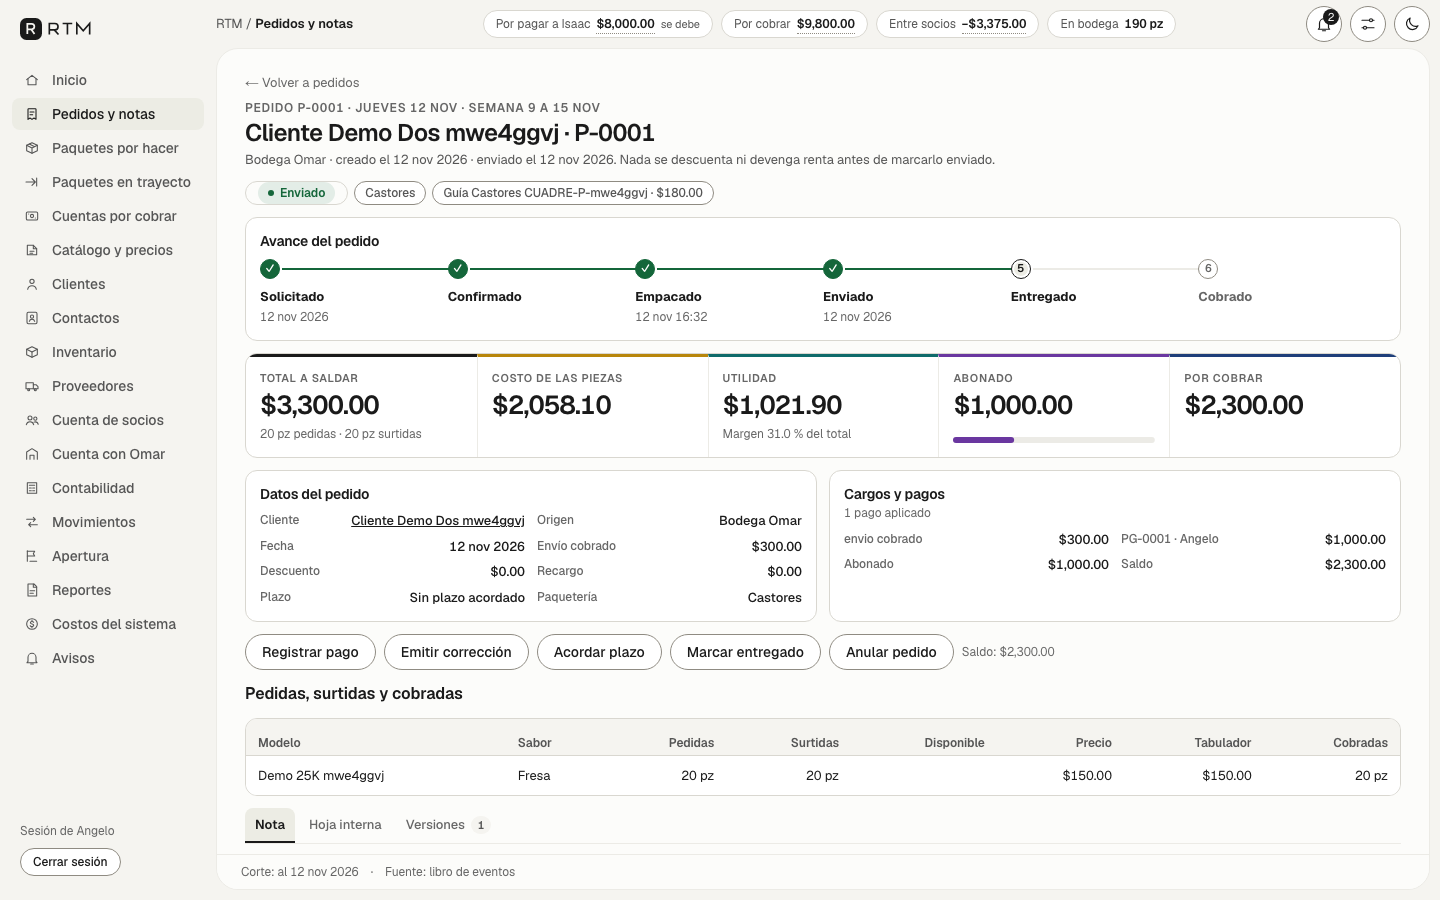 R RTM
RTM / Pedidos y notas
Por pagar a Isaac $8,000.00 se debe
Por cobrar $9,800.00
Entre socios −$3,375.00
En bodega 190 pz
2
Inicio
Pedidos y notas
Paquetes por hacer
Paquetes en trayecto
Cuentas por cobrar
Catálogo y precios
Clientes
Contactos
Inventario
Proveedores
Cuenta de socios
Cuenta con Omar
Contabilidad
Movimientos
Apertura
Reportes
Costos del sistema
Avisos
Sesión de Angelo
Cerrar sesión
← Volver a pedidos
PEDIDO P-0001 · JUEVES 12 NOV · SEMANA 9 A 15 NOV
Cliente Demo Dos mwe4ggvj · P-0001
Bodega Omar · creado el 12 nov 2026 · enviado el 12 nov 2026. Nada se descuenta ni devenga renta antes de marcarlo enviado.
Enviado
Castores
Guía Castores CUADRE-P-mwe4ggvj · $180.00
Avance del pedido
5 6
Solicitado Confirmado Empacado Enviado Entregado Cobrado
12 nov 2026 12 nov 16:32 12 nov 2026
TOTAL A SALDAR COSTO DE LAS PIEZAS UTILIDAD ABONADO POR COBRAR
$3,300.00 $2,058.10 $1,021.90 $1,000.00 $2,300.00
20 pz pedidas · 20 pz surtidas Margen 31.0 % del total
Datos del pedido
Cliente Cliente Demo Dos mwe4ggvj Origen Bodega Omar
Fecha 12 nov 2026 Envío cobrado $300.00
Descuento $0.00 Recargo $0.00
Plazo Sin plazo acordado Paquetería Castores
Cargos y pagos
1 pago aplicado
envio cobrado $300.00 PG-0001 · Angelo $1,000.00
Abonado $1,000.00 Saldo $2,300.00
Registrar pago
Emitir corrección
Acordar plazo
Marcar entregado
Anular pedido
Saldo: $2,300.00
Pedidas, surtidas y cobradas
Modelo Sabor Pedidas Surtidas Disponible Precio Tabulador Cobradas
Demo 25K mwe4ggvj Fresa 20 pz 20 pz $150.00 $150.00 20 pz
Nota Hoja interna Versiones 1
Corte: al 12 nov 2026 · Fuente: libro de eventos